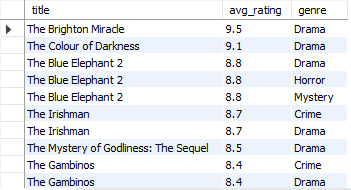 title avg_rating genre
The Brighton Miracle 9.5 Drama
The Colour of Darkness 9.1 Drama
The Blue Elephant 2 8.8 Drama
The Blue Elephant 2 8.8 Horror
The Blue Elephant 2 8.8 Mystery
The Irishman 8.7 Crime
The Irishman 8.7 Drama
The Mystery of Godliness: The Sequel 8.5 Drama
The Gambinos 8.4 Crime
The Gambinos 8.4 Drama